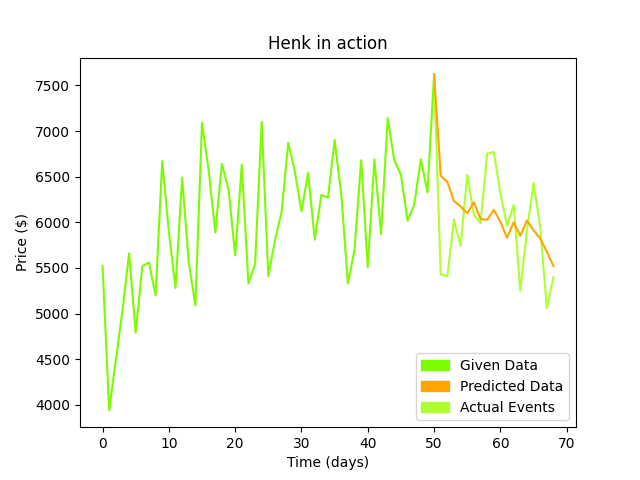 Henk in action
Price ($)
7500
7000
6500
6000
5500
5000
4500
4000
0 10 20 30 40 50 60 70
Time (days)
Given Data
Predicted Data
Actual Events